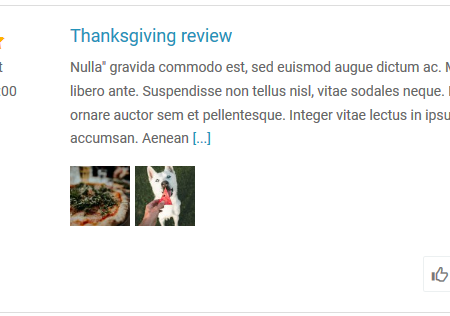 Thanksgiving review
t
Nulla" gravida commodo est, sed euismod augue dictum ac. M
:00
libero ante. Suspendisse non tellus nisl, vitae sodales neque.
ornare auctor sem et pellentesque. Integer vitae lectus in ipsu
accumsan. Aenean [...]